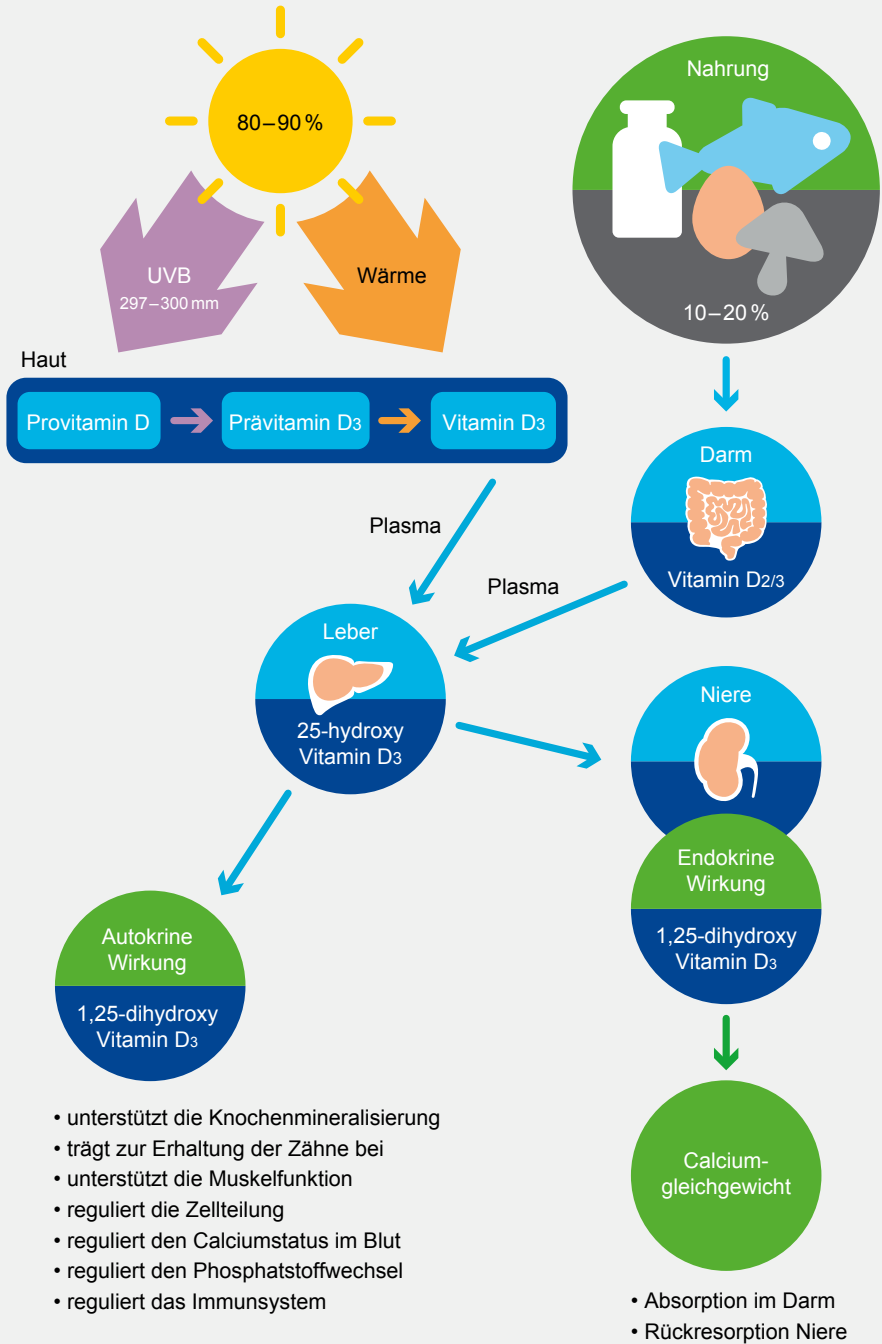 80–90 %
Nahrung
UVB
297–300 mm
Wärme
10–20 %
Haut
Provitamin D
Prävitamin D3
Vitamin D3
Darm
Vitamin D2/3
Plasma
Plasma
Leber
25-hydroxy
Vitamin D3
Niere
Endokrine
Wirkung
1,25-dihydroxy
Vitamin D3
Autokrine
Wirkung
1,25-dihydroxy
Vitamin D3
• unterstützt die Knochenmineralisierung
• trägt zur Erhaltung der Zähne bei
• unterstützt die Muskelfunktion
• reguliert die Zellteilung
• reguliert den Calciumstatus im Blut
• reguliert den Phosphatstoffwechsel
• reguliert das Immunsystem
Calcium-
gleichgewicht
• Absorption im Darm
• Rückresorption Niere